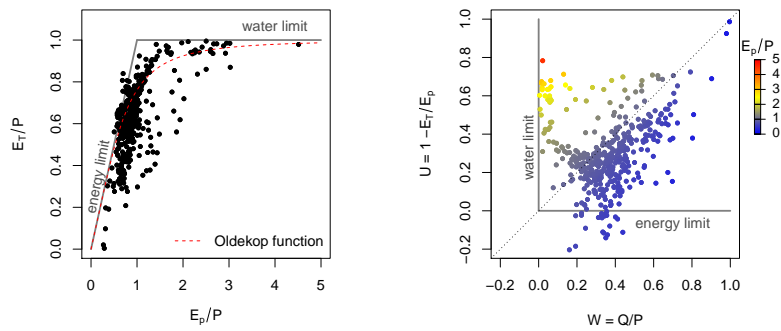 water limit
energy limit
Oldekop function
0.0 0.2 0.4 0.6 0.8 1.0
E_T/P
0 1 2 3 4 5
E_p/P
water limit
energy limit
−0.2 0.0 0.2 0.4 0.6 0.8 1.0
U = 1 −E_T/E_p
−0.2 0.0 0.2 0.4 0.6 0.8 1.0
W = Q/P
E_p/P
5
4
3
2
1
0